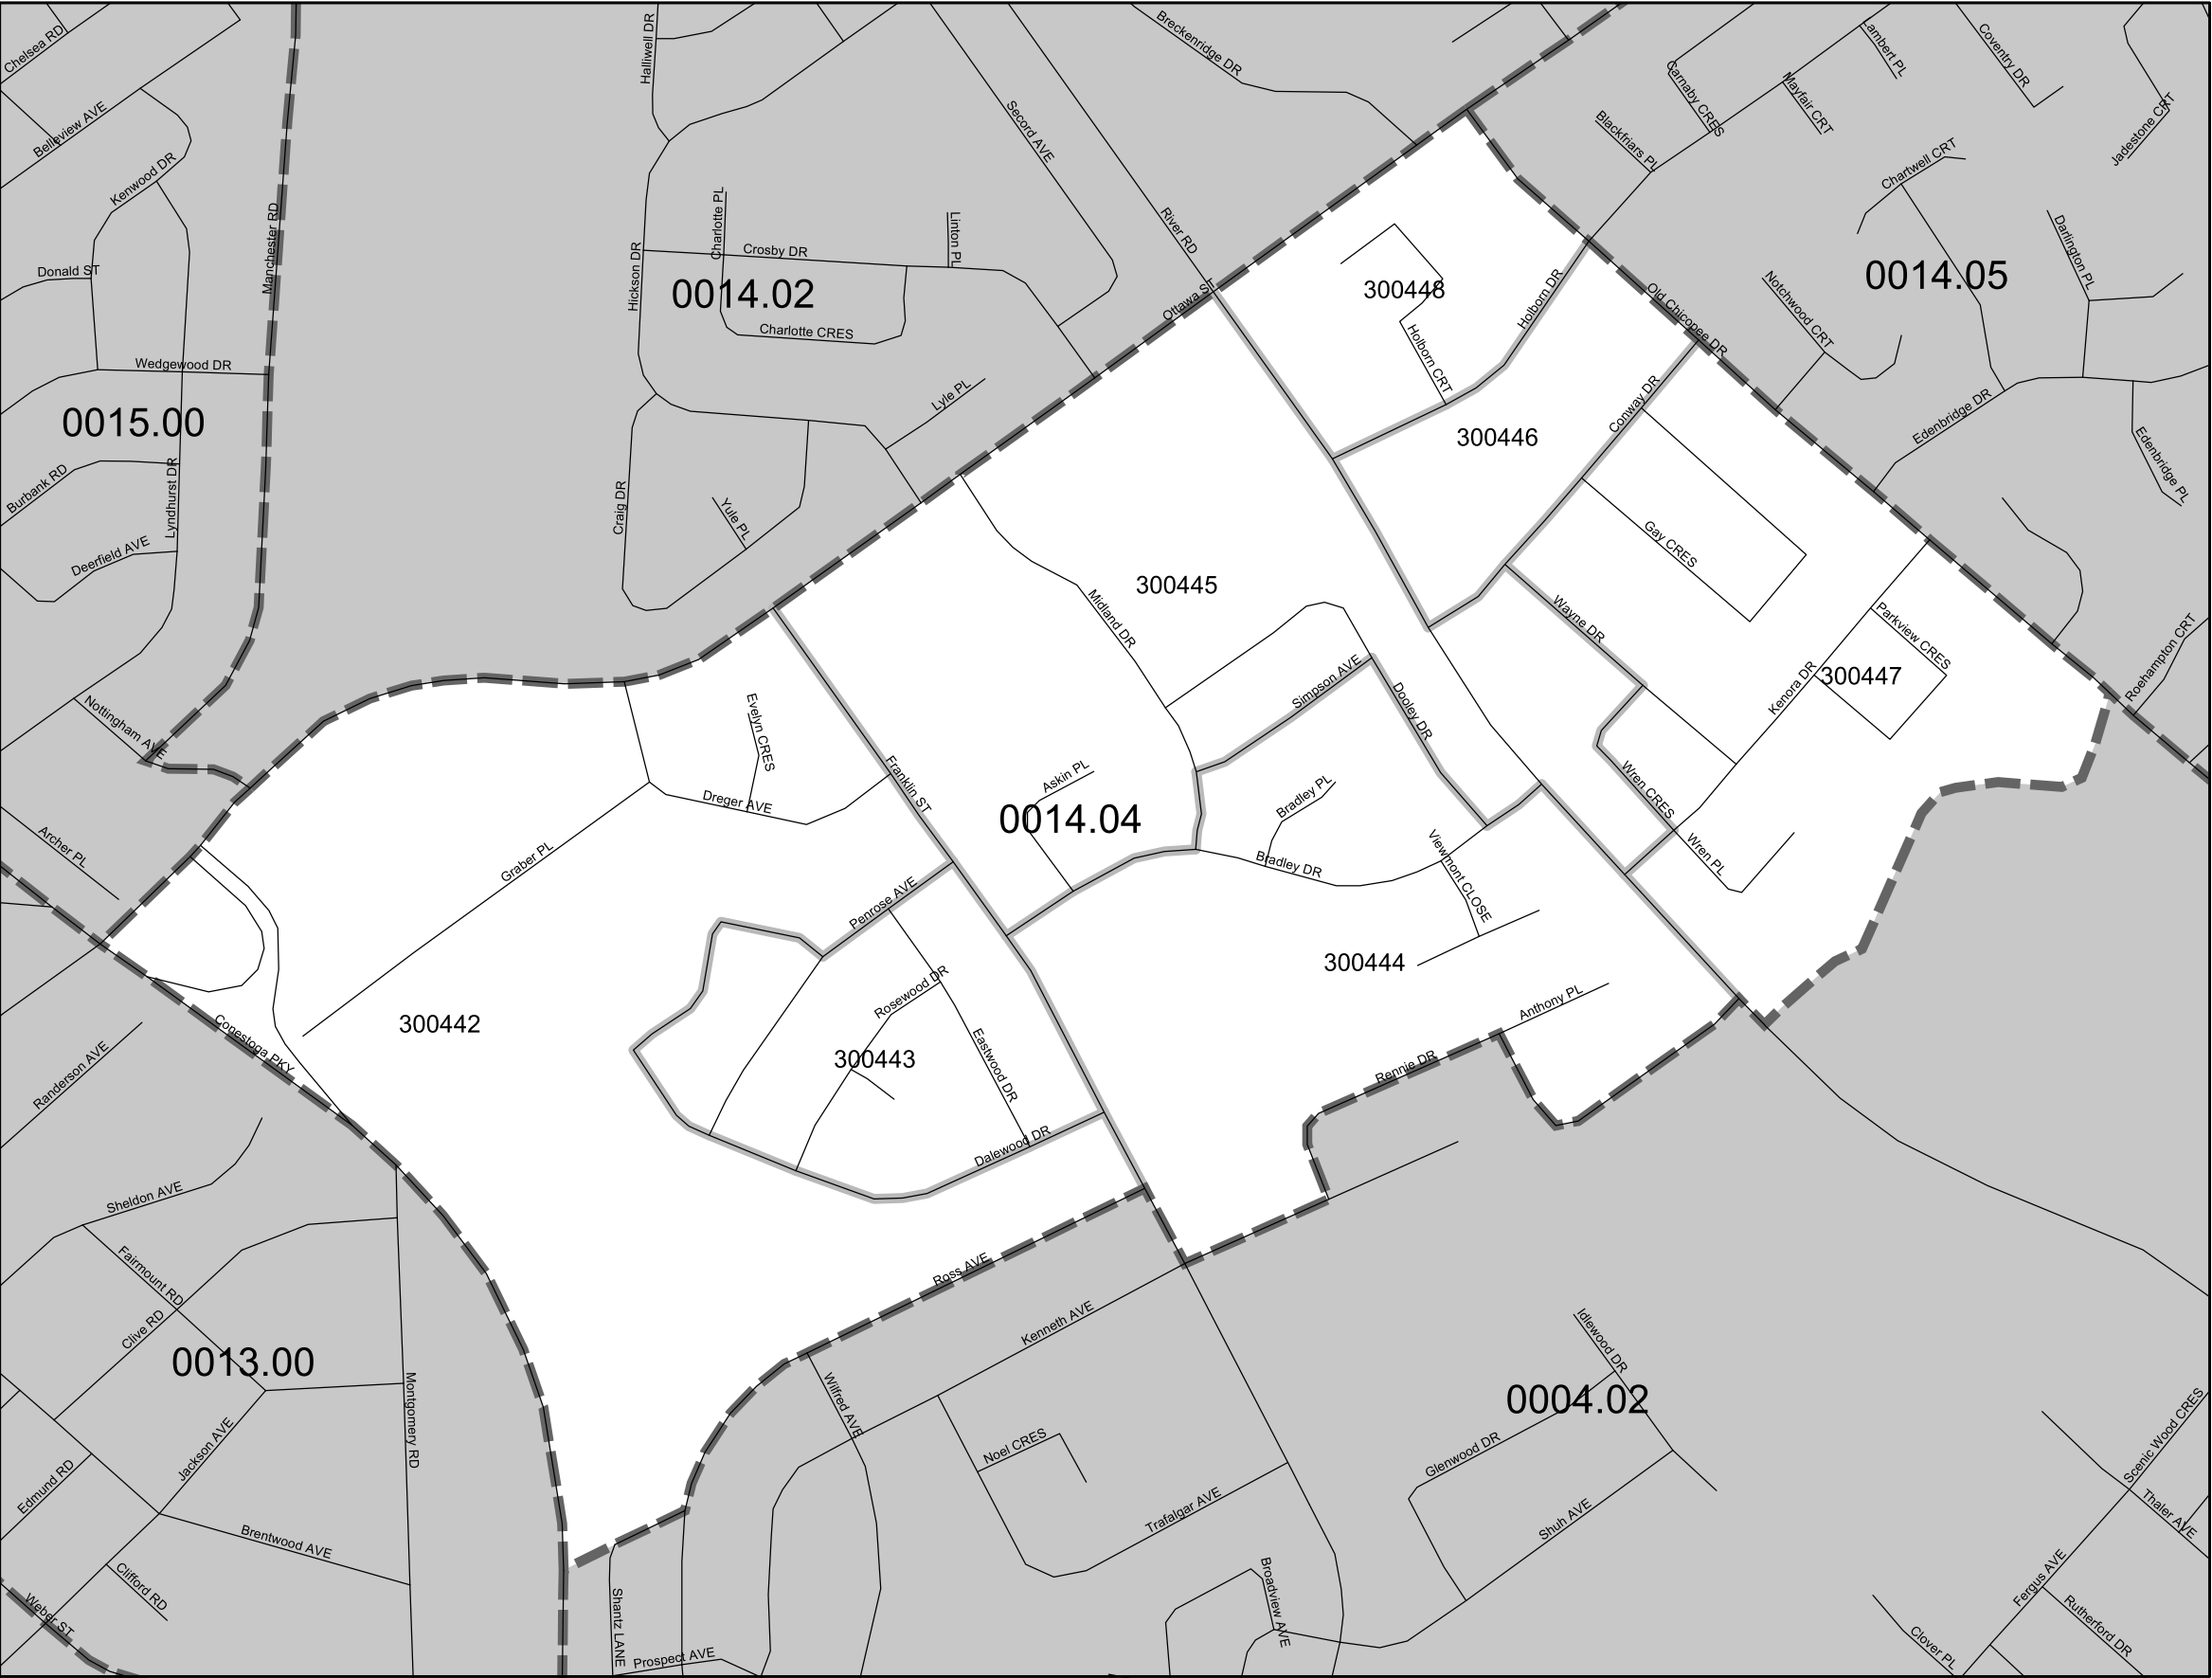 Chelsea RD
Belleview AVE
Kenwood DR
Donald ST
Manchester RD
Wedgewood DR
0015.00
Burbank RD
Lyndhurst DR
Deerfield AVE
Nottingham AVE
Archer PL
Halliwell DR
Breckenridge DR
Secord AVE
Charlotte PL
Linton PL
Crosby DR
Hickson DR
0014.02
Charlotte CRES
River RD
Ottawa ST
Lyle PL
Craig DR
Yule PL
Carnaby CRES
Lambert PL
Mayfair CRT
Coventry DR
Blackfriars PL
Jadestone CRT
Chartwell CRT
Darlington PL
0014.05
Notchwood CRT
Old Chicopee DR
Edenbridge DR
Edenbridge PL
Roehampton CRT
300448
Holborn DR
Holborn CRT
300446
Conway DR
Gay CRES
Wayne DR
Parkview CRES
Kenora DR
300447
Wren CRES
Wren PL
300445
Midland DR
Simpson AVE
Dooley DR
Askin PL
0014.04
Bradley PL
Bradley DR
Viewmont CLOSE
300444
Anthony PL
Rennie DR
Evelyn CRES
Dreger AVE
Franklin ST
Graber PL
Penrose AVE
Rosewood DR
300442
300443
Eastwood DR
Dalewood DR
Conestoga PKY
Ross AVE
Randerson AVE
Sheldon AVE
Fairmount RD
Clive RD
0013.00
Montgomery RD
Jackson AVE
Edmund RD
Brentwood AVE
Clifford RD
Weber ST
Kenneth AVE
Wilfred AVE
Noel CRES
Trafalgar AVE
Shantz LANE
Prospect AVE
Broadview AVE
Idlewood DR
0004.02
Glenwood DR
Shuh AVE
Scenic Wood CRES
Thaler AVE
Fergus AVE
Rutherford DR
Clover PL